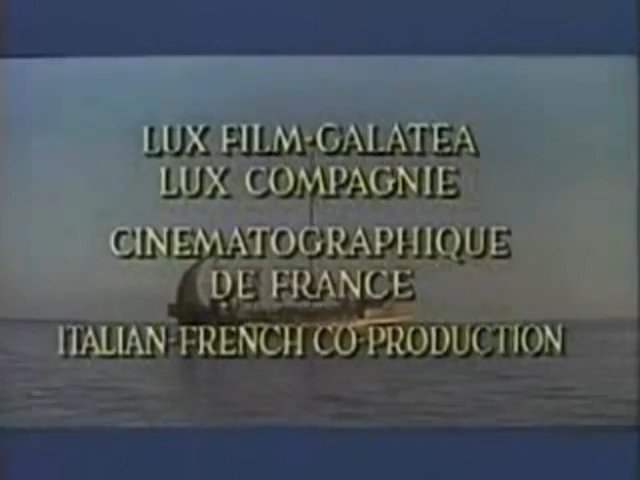 LUX FILM-GALATEA
LUX COMPAGNIE
CINEMATOGRAPHIQUE
DE FRANCE
ITALIAN-FRENCH CO-PRODUCTION